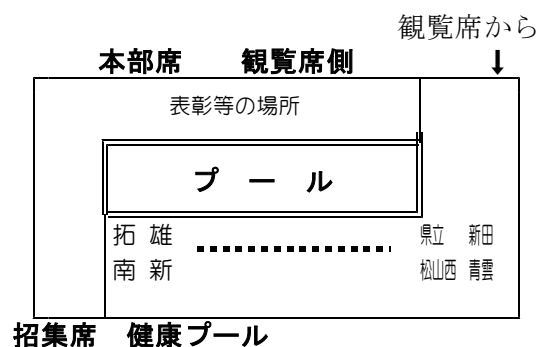 観覧席から
本部席 観覧席側 ↓
表彰等の場所
プール
拓雄 県立 新田
南新 松山西 青雲
招集席 健康プール